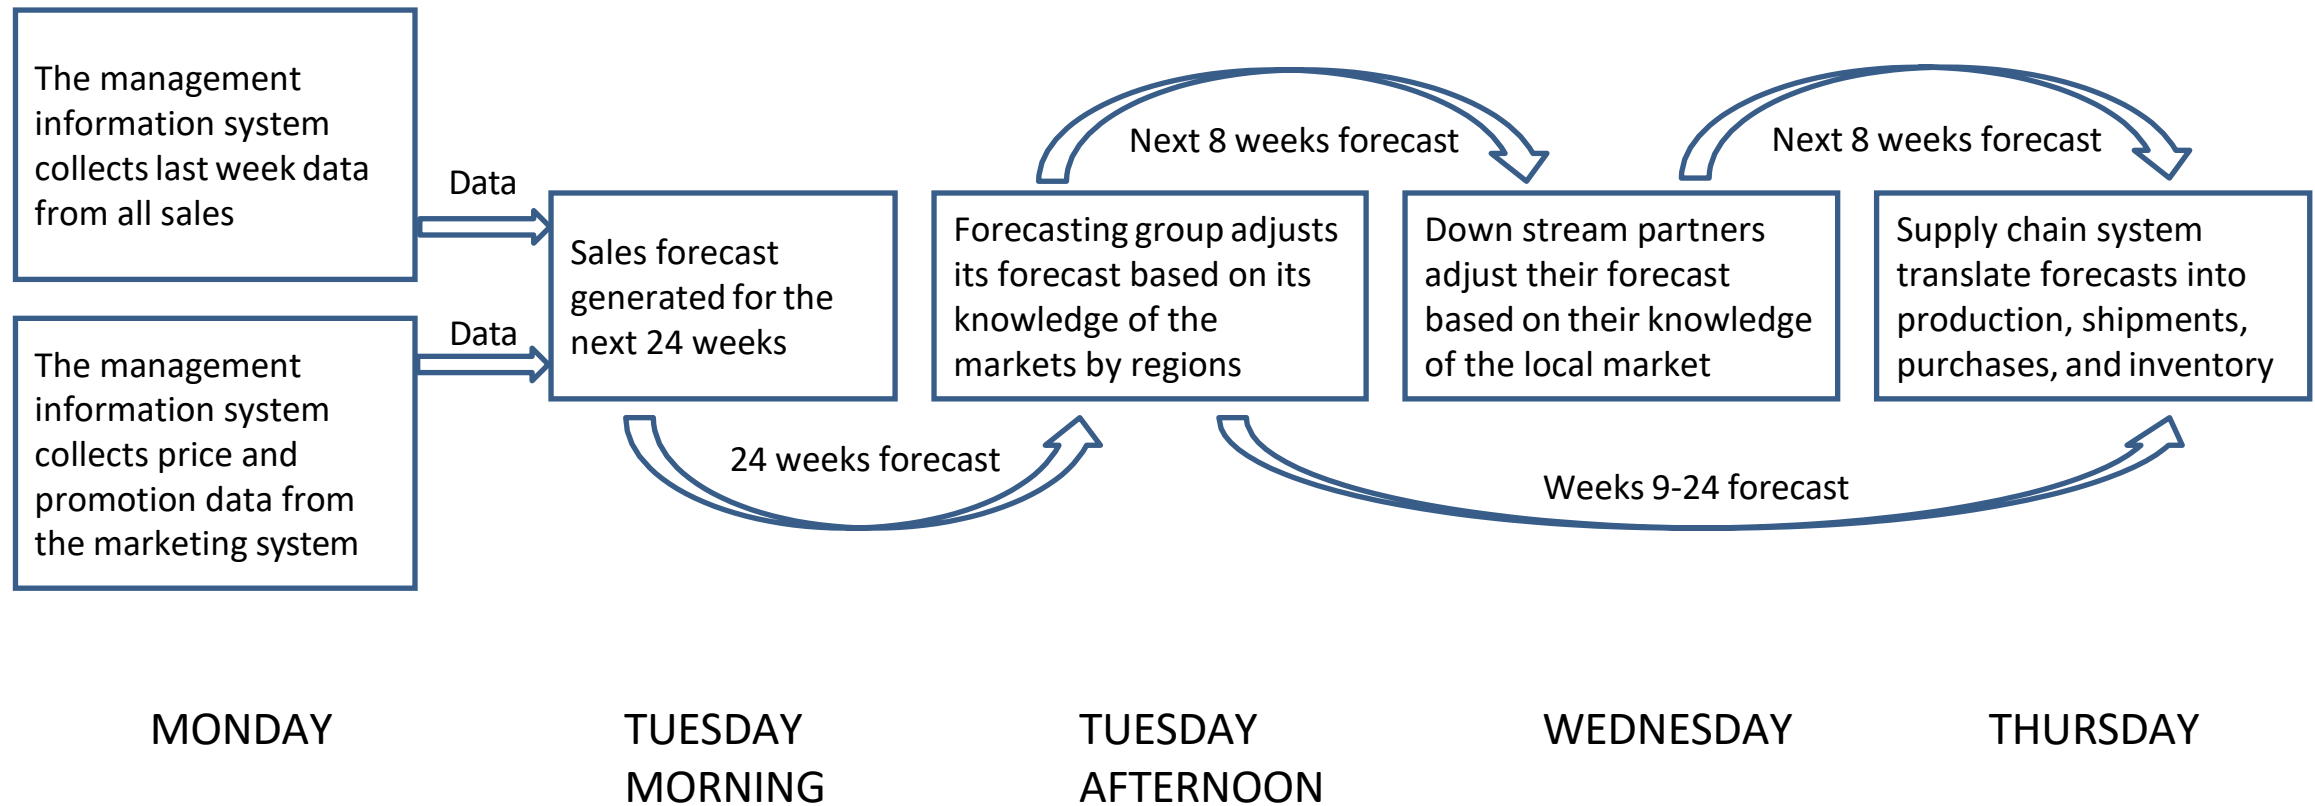 The management
information system
collects last week data
from all sales
The management
information system
collects price and
promotion data from
the marketing system
Data
Data
Sales forecast
generated for the
next 24 weeks
24 weeks forecast
Forecasting group adjusts
its forecast based on its
knowledge of the
markets by regions
Next 8 weeks forecast
Weeks 9-24 forecast
Down stream partners
adjust their forecast
based on their knowledge
of the local market
Next 8 weeks forecast
Supply chain system
translate forecasts into
production, shipments,
purchases, and inventory
MONDAY
TUESDAY
MORNING
TUESDAY
AFTERNOON
WEDNESDAY
THURSDAY